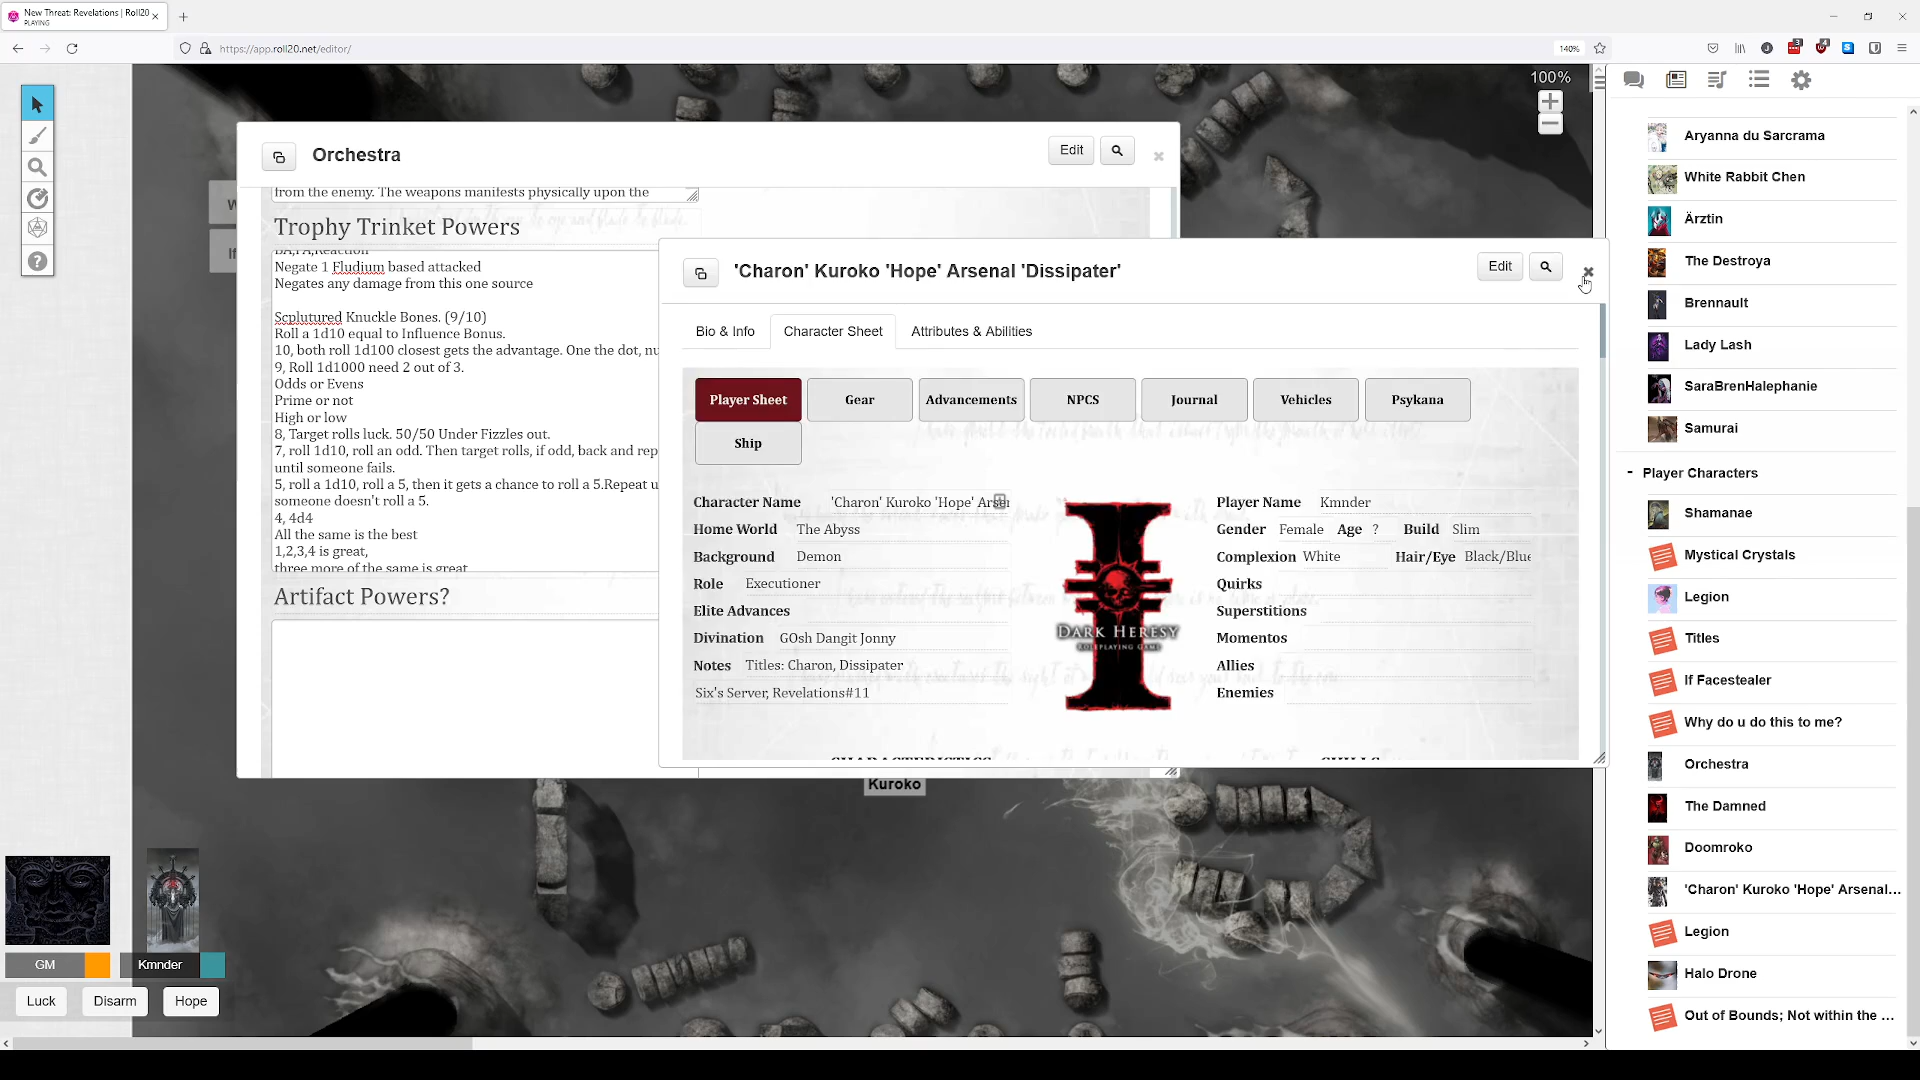 New Threat: Revelations | Roll20
PLAYING
https://app.roll20.net/editor/
140%
3
4
100%
Orchestra
Edit
from the enemy. The weapons manifests physically upon the
Trophy Trinket Powers
BA,FA,Reaction
Negate 1 Fludium based attacked
Negates any damage from this one source
Scplutured Knuckle Bones. (9/10)
Roll a 1d10 equal to Influence Bonus.
10, both roll 1d100 closest gets the advantage. One the dot, nu
9, Roll 1d1000 need 2 out of 3.
Odds or Evens
Prime or not
High or low
8, Target rolls luck. 50/50 Under Fizzles out.
7, roll 1d10, roll an odd. Then target rolls, if odd, back and rep
until someone fails.
5, roll a 1d10, roll a 5, then it gets a chance to roll a 5.Repeat u
someone doesn't roll a 5.
4, 4d4
All the same is the best
1,2,3,4 is great,
three more of the same is great
Artifact Powers?
'Charon' Kuroko 'Hope' Arsenal 'Dissipater'
Edit
Bio & Info
Character Sheet
Attributes & Abilities
Player Sheet
Gear
Advancements
NPCS
Journal
Vehicles
Psykana
Ship
Character Name 'Charon' Kuroko 'Hope' Arsen
Home World The Abyss
Background Demon
Role Executioner
Elite Advances
Divination GOsh Dangit Jonny
Notes Titles: Charon, Dissipater
Six's Server, Revelations#11
DARK HERESY
ROLEPLAYING GAME
Player Name Kmnder
Gender Female Age ? Build Slim
Complexion White Hair/Eye Black/Blue
Quirks
Superstitions
Momentos
Allies
Enemies
CHARACTERISTICS
SKILLS
Kuroko
GM
Kmnder
Luck
Disarm
Hope
Aryanna du Sarcrama
White Rabbit Chen
Ärztin
The Destroya
Brennault
Lady Lash
SaraBrenHalephanie
Samurai
Player Characters
Shamanae
Mystical Crystals
Legion
Titles
If Facestealer
Why do u do this to me?
Orchestra
The Damned
Doomroko
'Charon' Kuroko 'Hope' Arsenal...
Legion
Halo Drone
Out of Bounds; Not within the ...